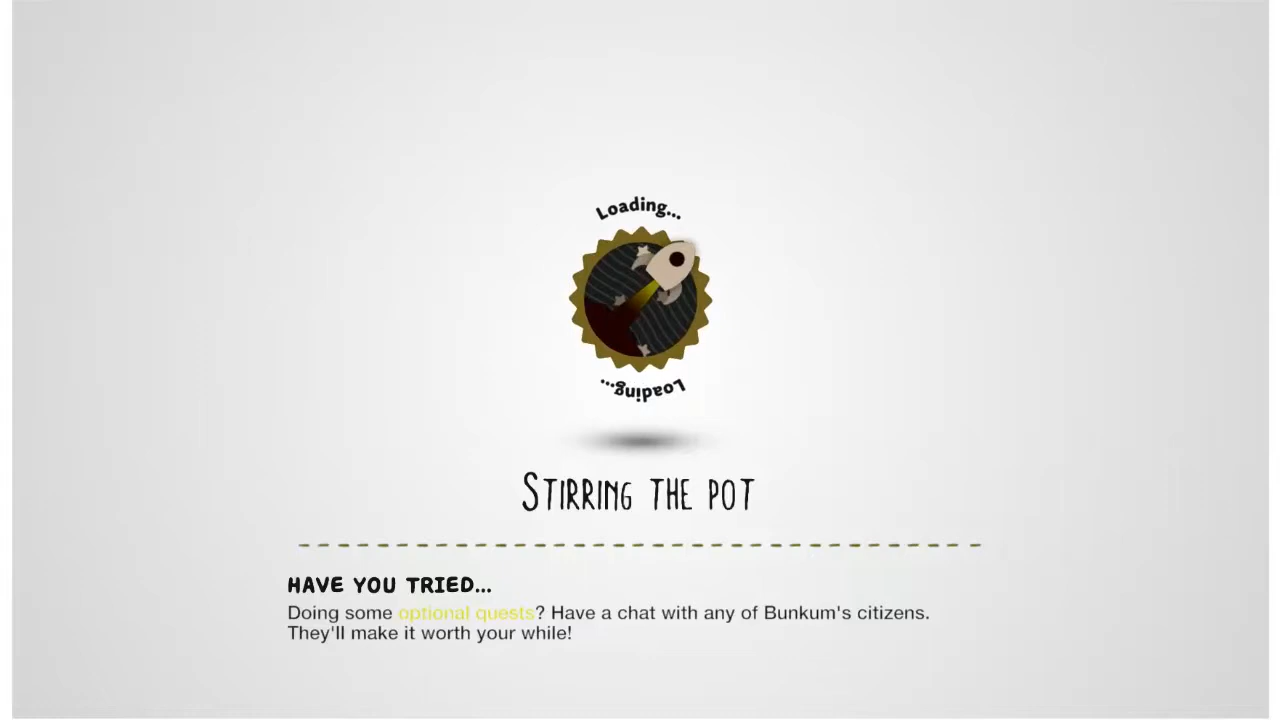 Loading...
Loading...
STIRRING THE POT
HAVE YOU TRIED...
Doing some optional quests? Have a chat with any of Bunkum's citizens.
They'll make it worth your while!